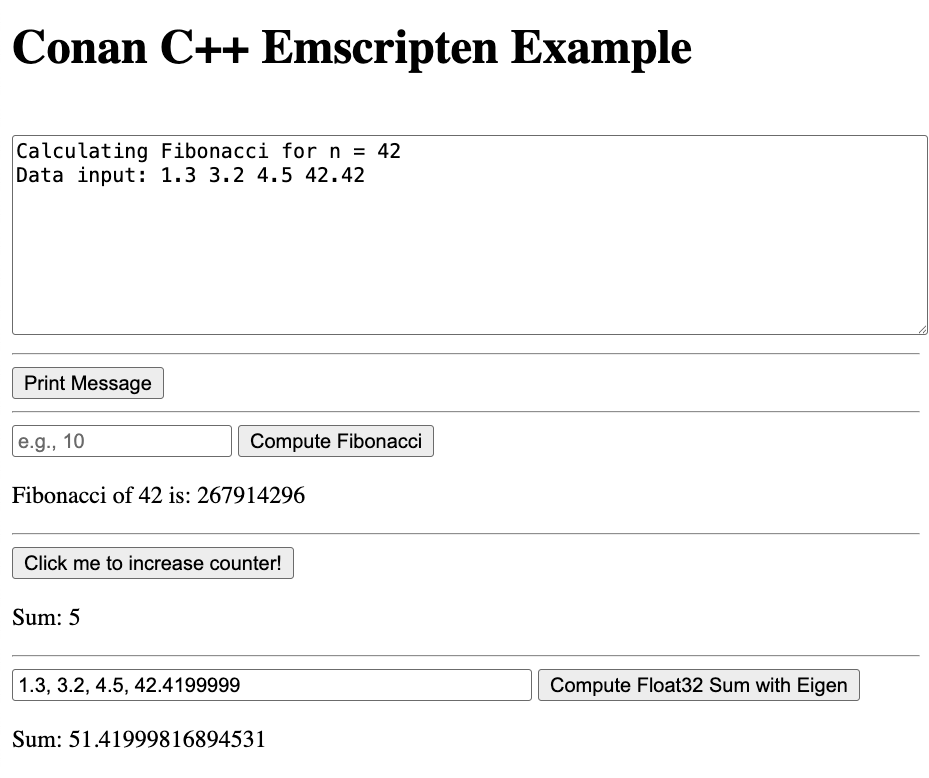 Conan C++ Emscripten Example
Calculating Fibonacci for n = 42
Data input: 1.3 3.2 4.5 42.42
Print Message
e.g., 10 Compute Fibonacci
Fibonacci of 42 is: 267914296
Click me to increase counter!
Sum: 5
1.3, 3.2, 4.5, 42.4199999 Compute Float32 Sum with Eigen
Sum: 51.41999816894531